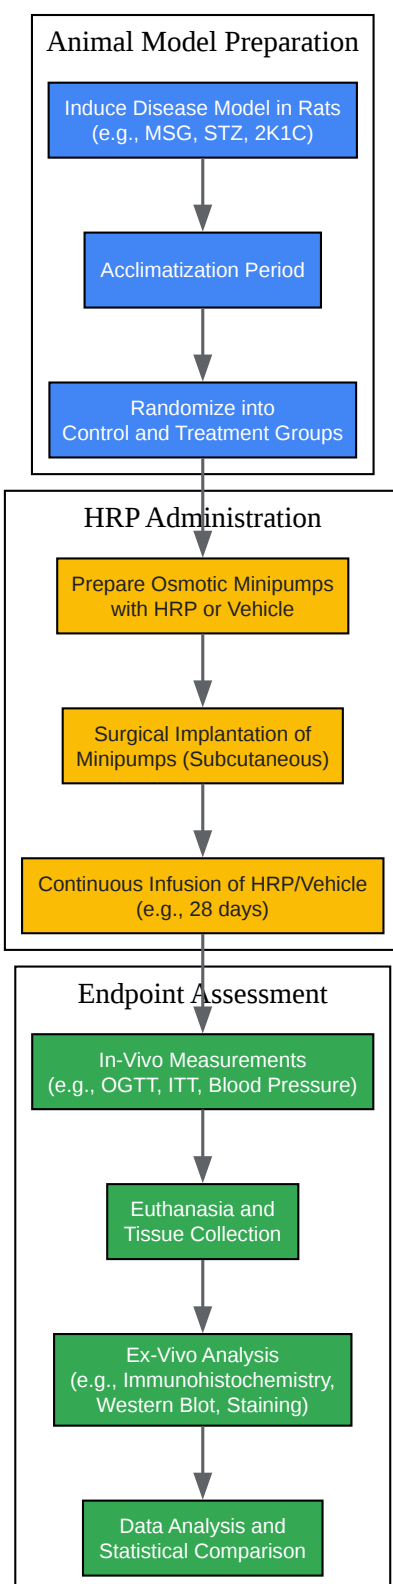 Animal Model Preparation
Induce Disease Model in Rats
(e.g., MSG, STZ, 2K1C)
Acclimatization Period
Randomize into
Control and Treatment Groups
HRP Administration
Prepare Osmotic Minipumps
with HRP or Vehicle
Surgical Implantation of
Minipumps (Subcutaneous)
Continuous Infusion of HRP/Vehicle
(e.g., 28 days)
Endpoint Assessment
In-Vivo Measurements
(e.g., OGTT, ITT, Blood Pressure)
Euthanasia and
Tissue Collection
Ex-Vivo Analysis
(e.g., Immunohistochemistry,
Western Blot, Staining)
Data Analysis and
Statistical Comparison